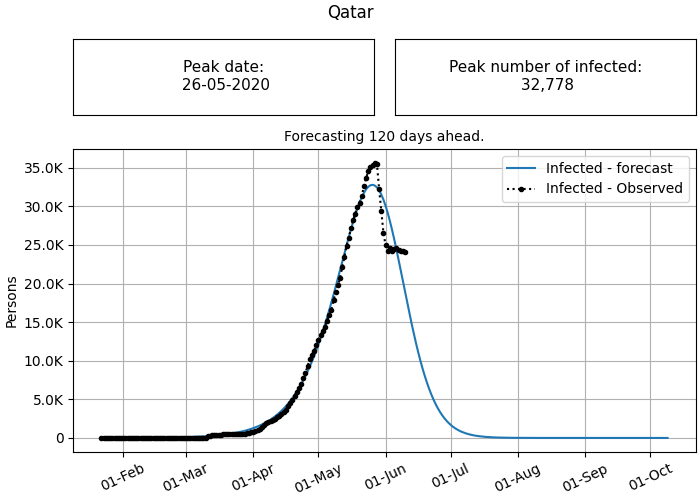 Qatar
Peak date:
26-05-2020
Peak number of infected:
32,778
Forecasting 120 days ahead.
Infected - forecast
Infected - Observed
Persons
35.0K
30.0K
25.0K
20.0K
15.0K
10.0K
5.0K
0
01-Feb
01-Mar
01-Apr
01-May
01-Jun
01-Jul
01-Aug
01-Sep
01-Oct